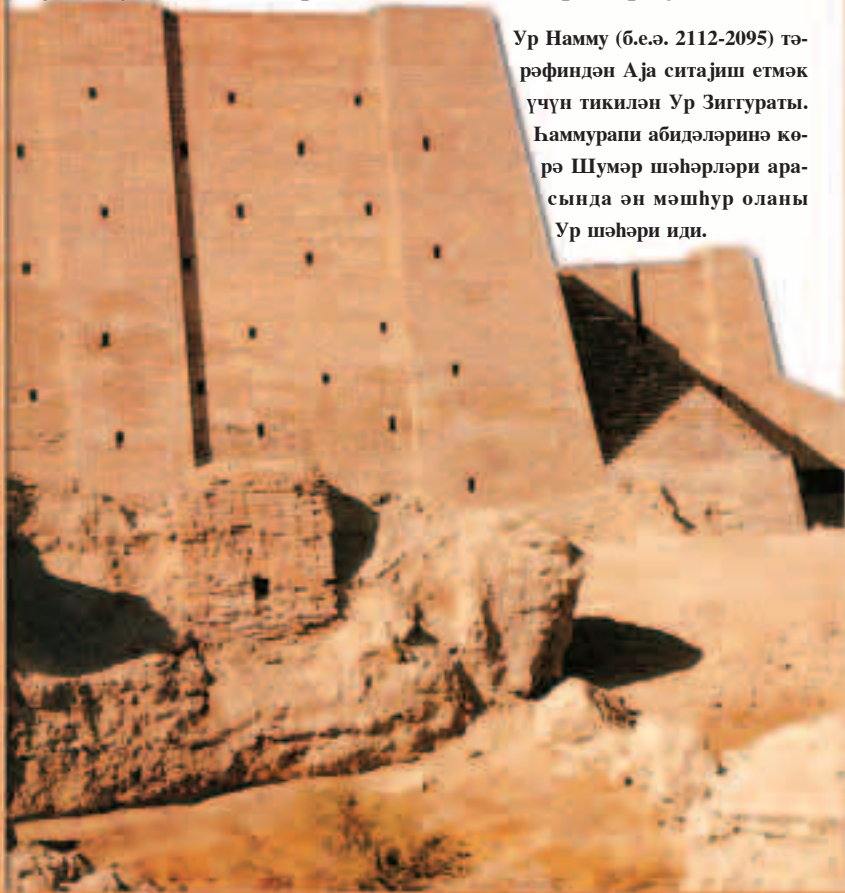 Ур Намму (б.е.ә. 2112-2095) тә-
рәфиндән Аја ситајиш етмәк
үчүн тикилән Ур Зиггураты.
Һаммурапи абидәләринә кө-
рә Шумәр шәһәрләри ара-
сында ән мәшһур оланы
Ур шәһәри иди.